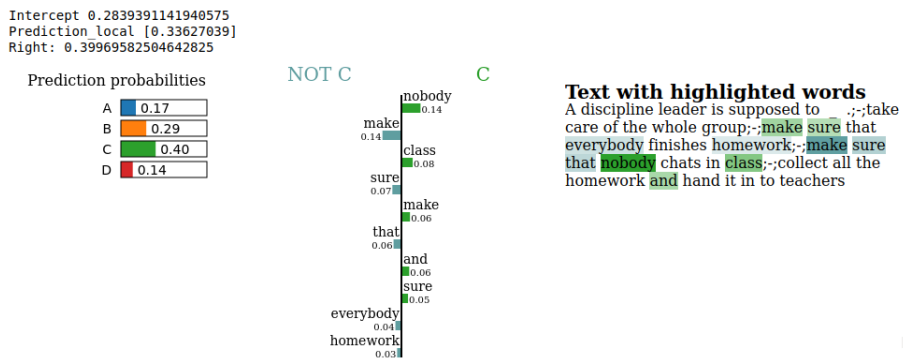 Intercept 0.2839391141940575
Prediction_local [0.33627039]
Right: 0.39969582504642825
Prediction probabilities
A 0.17
B 0.29
C 0.40
D 0.14
NOT C
C
nobody
0.14
make
0.14
class
0.08
sure
0.07
make
0.06
that
0.06
and
0.06
sure
0.05
everybody
0.04
homework
0.03
Text with highlighted words
A discipline leader is supposed to _ .;-;take
care of the whole group;-;make sure that
everybody finishes homework;-;make sure
that nobody chats in class;-;collect all the
homework and hand it in to teachers